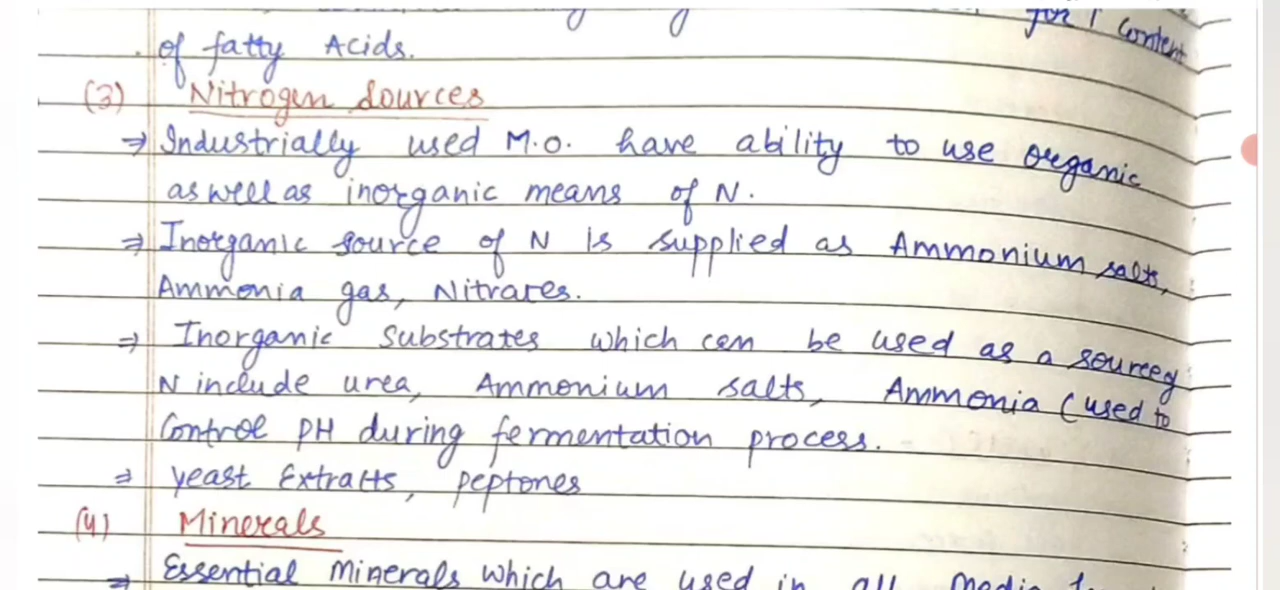 for ↑ Content
of fatty Acids.
(3) Nitrogen Sources
⇒ Industrially used M.O. have ability to use organic
as well as inorganic means of N.
⇒ Inorganic source of N is supplied as Ammonium salts,
Ammonia gas, Nitrates.
⇒ Inorganic substrates which can be used as a source of
N include urea, Ammonium salts, Ammonia (used to
Control PH during fermentation process.
⇒ yeast Extracts, peptones
(4) Minerals
⇒ Essential minerals which are used in all media